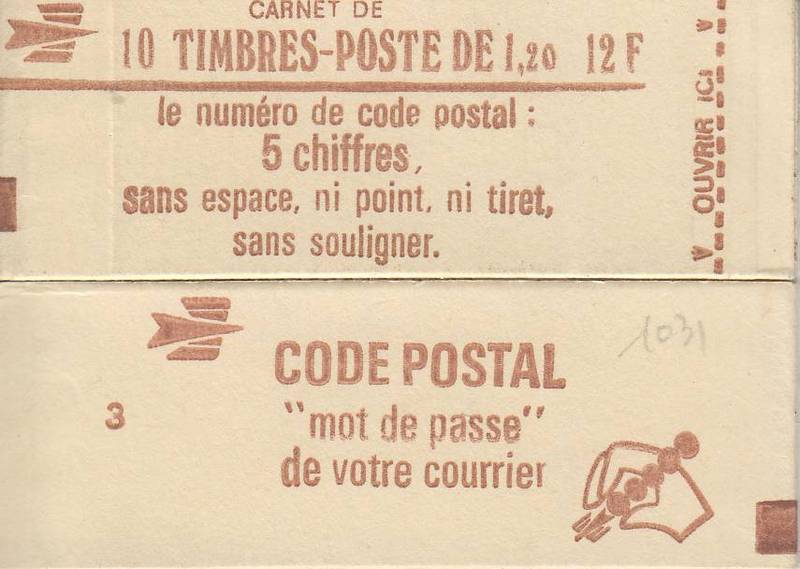 CARNET DE
10 TIMBRES-POSTE DE 1,20 12 F
le numéro de code postal :
5 chiffres,
sans espace, ni point, ni tiret,
sans souligner.
OUVRIR ICI
CODE POSTAL
1031
3
"mot de passe"
de votre courrier